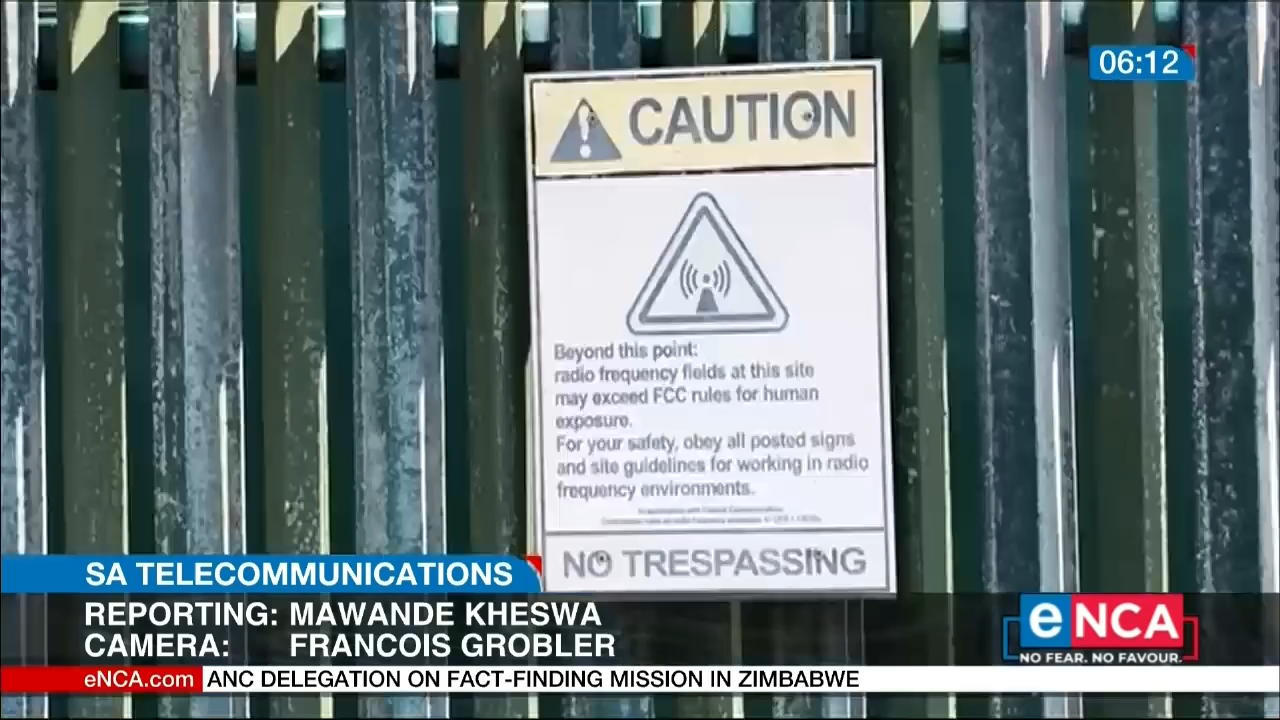 06:12
CAUTION
Beyond this point:
radio frequency fields at this site
may exceed FCC rules for human
exposure.
For your safety, obey all posted signs
and site guidelines for working in radio
frequency environments.
NO TRESPASSING
SA TELECOMMUNICATIONS
REPORTING: MAWANDE KHESWA
CAMERA: FRANCOIS GROBLER
eNCA
NO FEAR. NO FAVOUR.
eNCA.com ANC DELEGATION ON FACT-FINDING MISSION IN ZIMBABWE